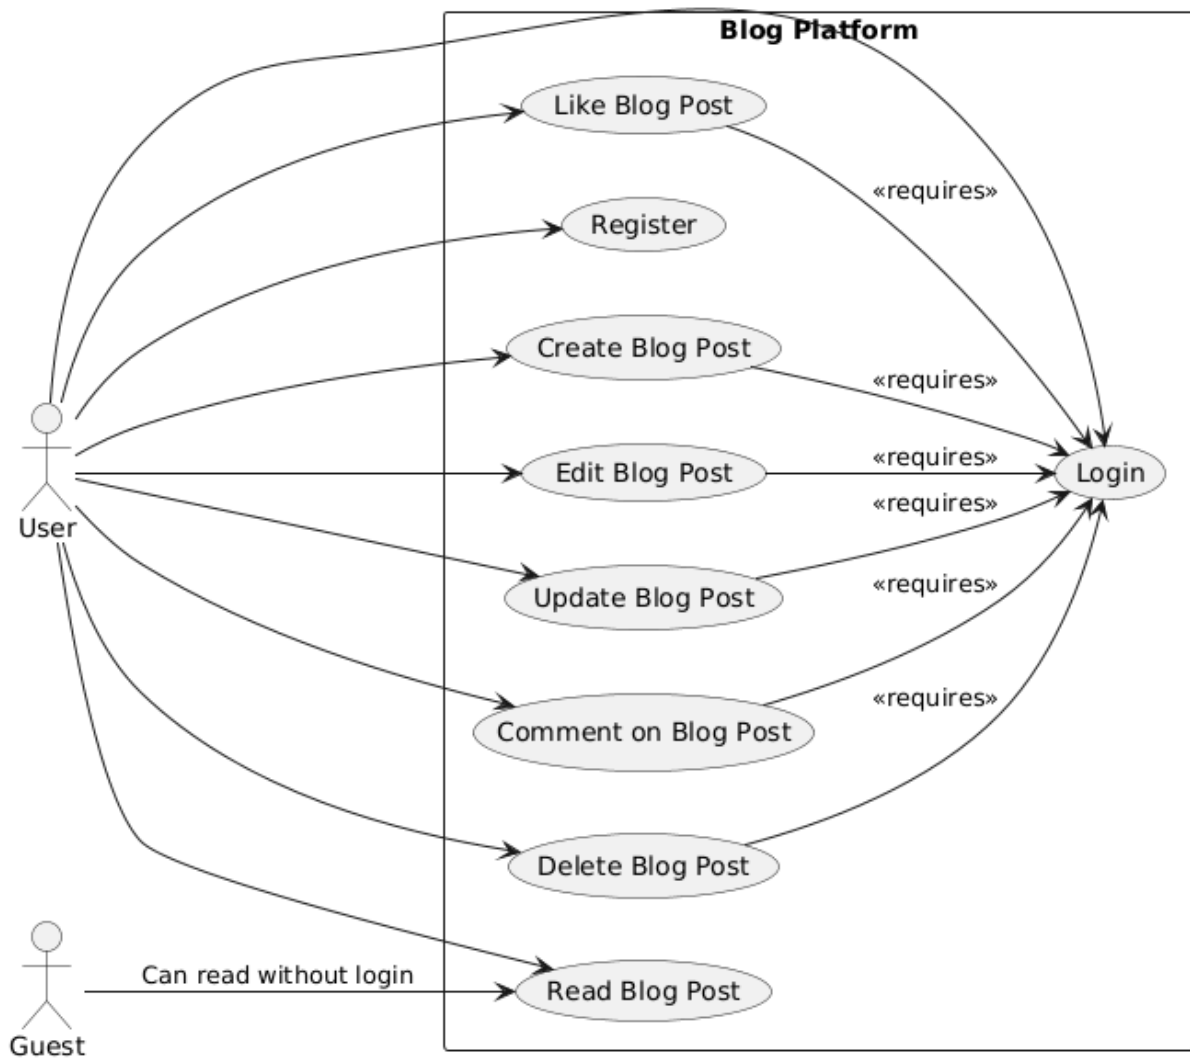 Blog Platform
Like Blog Post
«requires»
Register
Create Blog Post
«requires»
Edit Blog Post
«requires»
Login
«requires»
User
Update Blog Post
«requires»
Comment on Blog Post
«requires»
Delete Blog Post
Can read without login
Read Blog Post
Guest